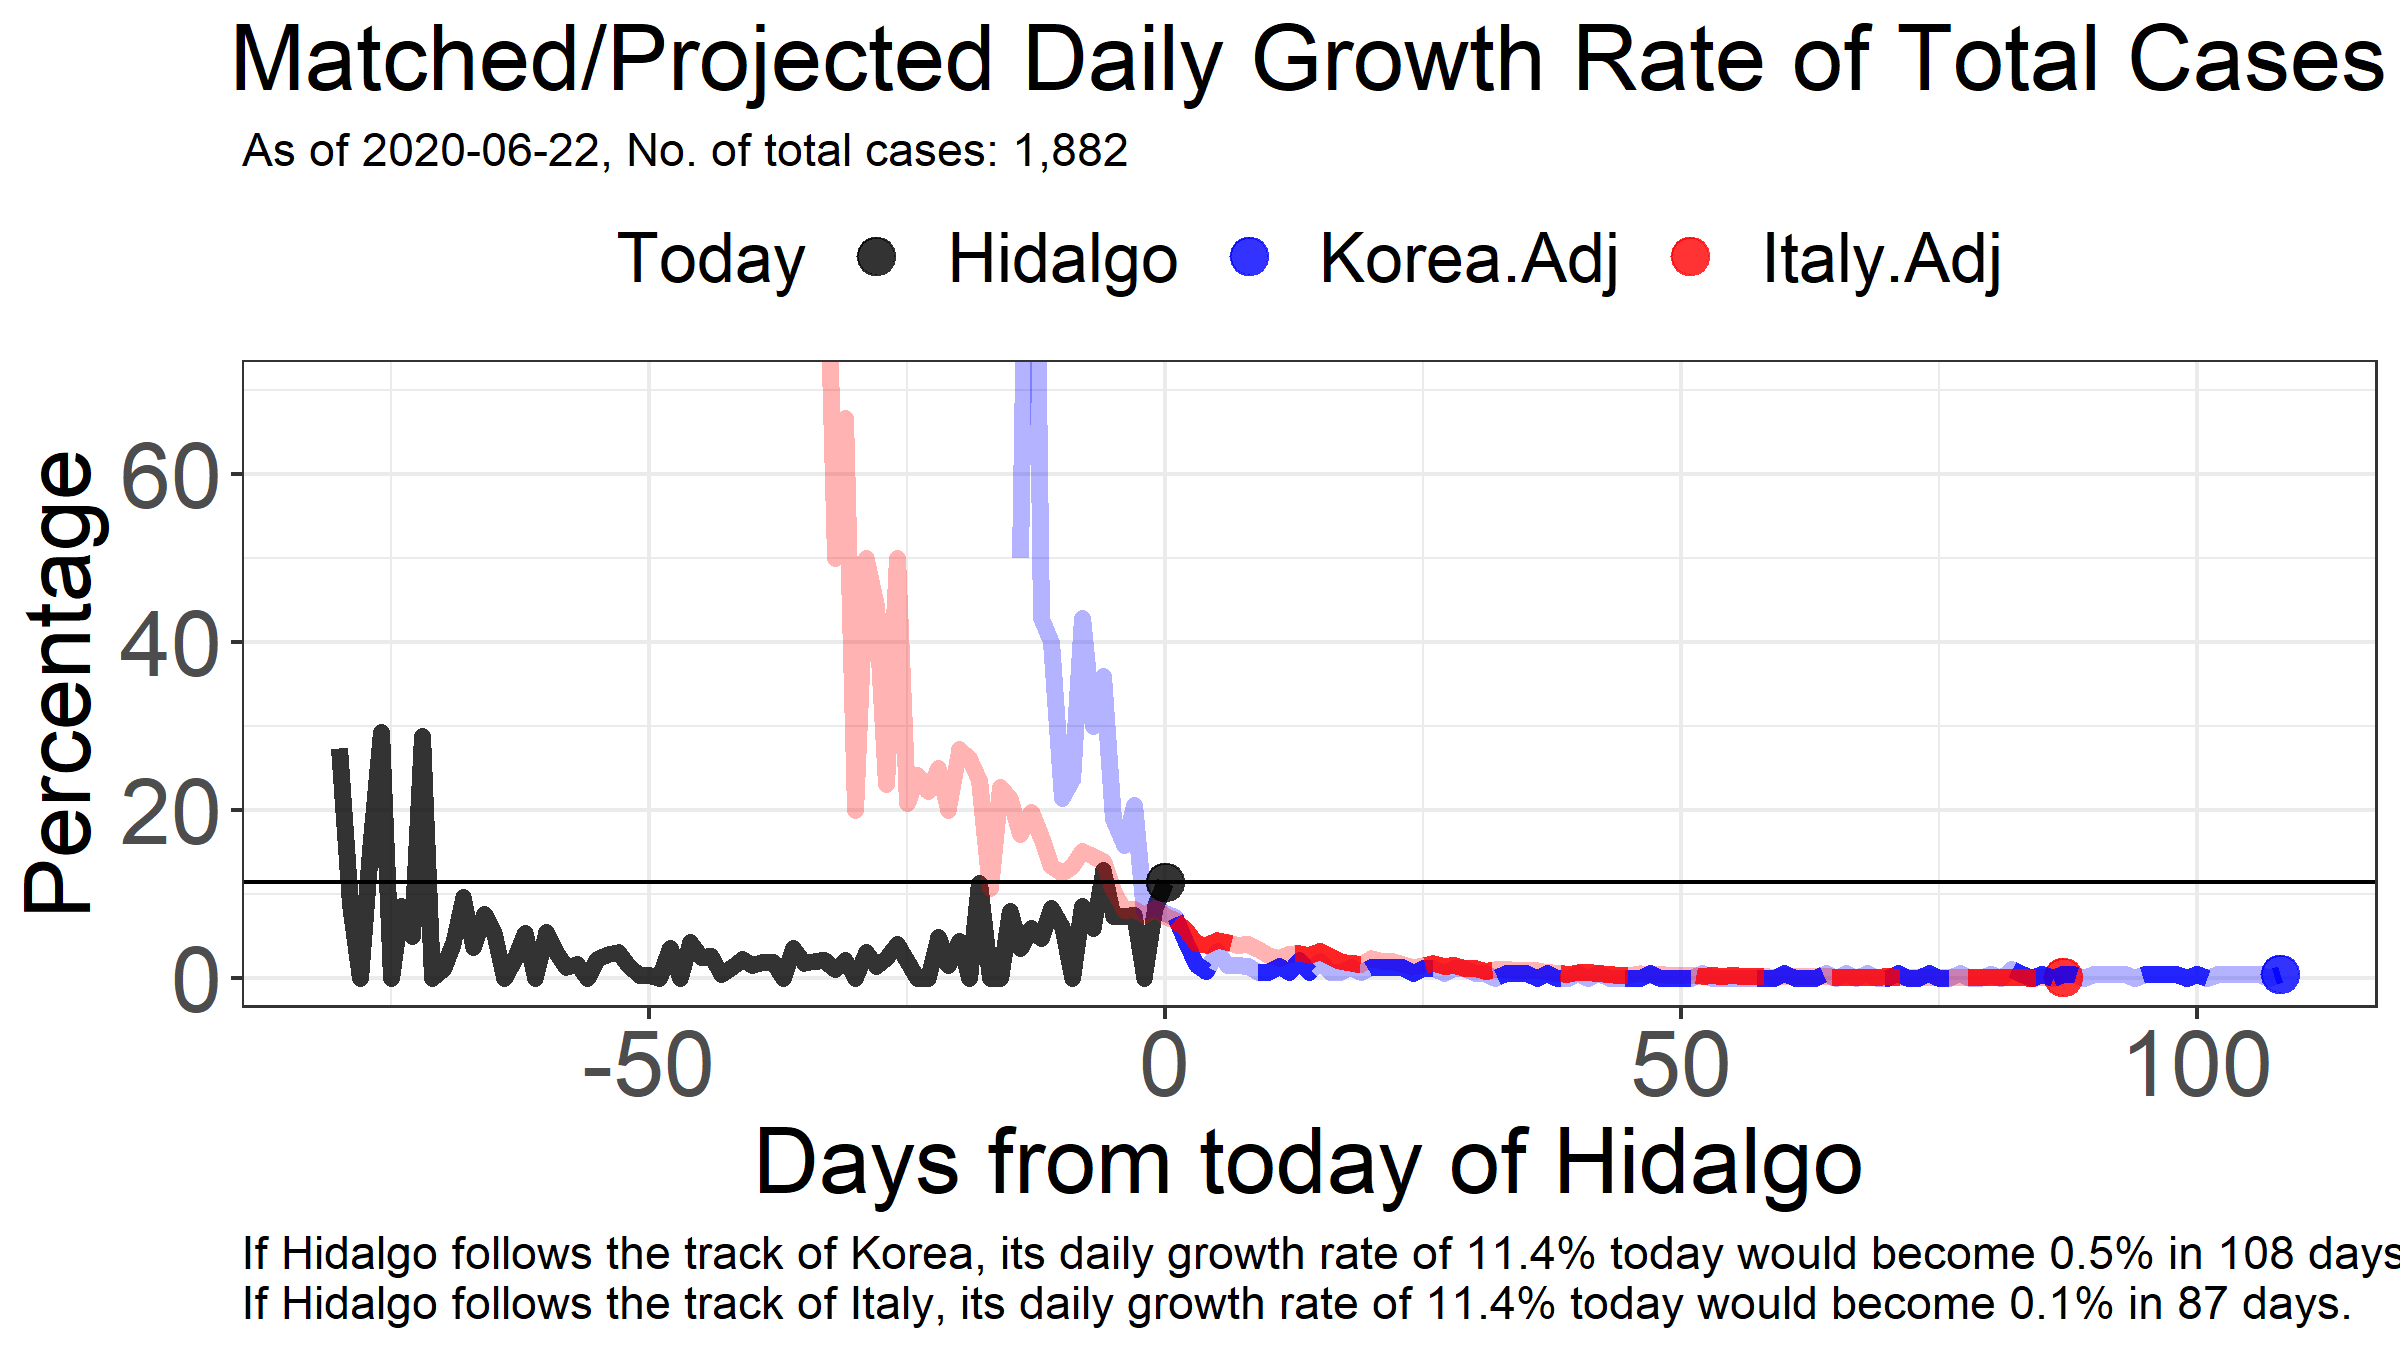 Matched/Projected Daily Growth Rate of Total Cases
As of 2020-06-22, No. of total cases: 1,882
Today Hidalgo Korea.Adj Italy.Adj
Percentage
60
40
20
0
-50 0 50 100
Days from today of Hidalgo
If Hidalgo follows the track of Korea, its daily growth rate of 11.4% today would become 0.5% in 108 days
If Hidalgo follows the track of Italy, its daily growth rate of 11.4% today would become 0.1% in 87 days.